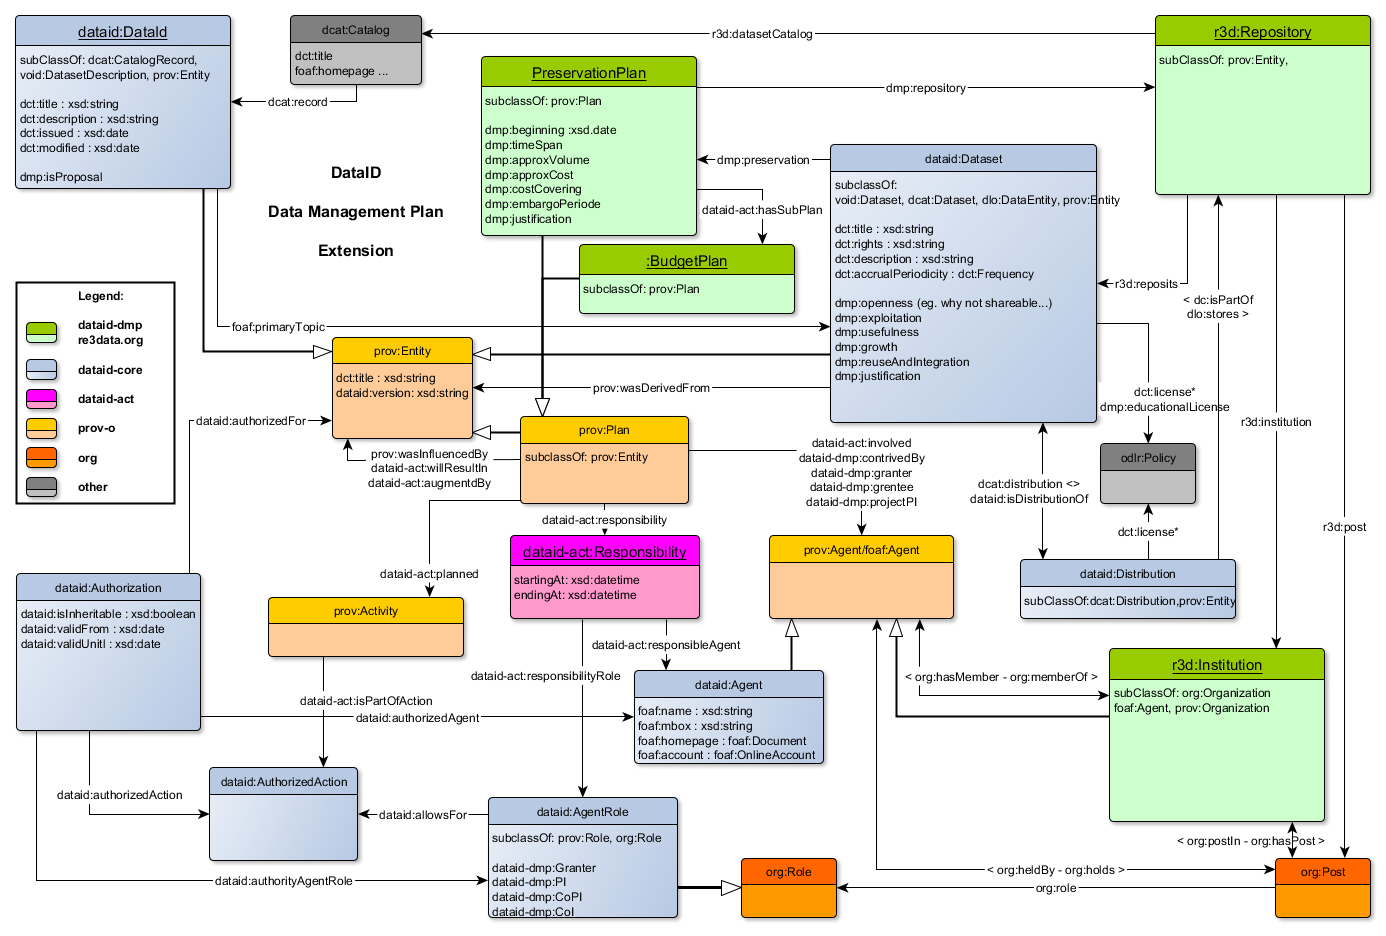 dataid:DataId
subClassOf: dcat:CatalogRecord,
void:DatasetDescription, prov:Entity
dct:title : xsd:string
dct:description : xsd:string
dct:issued : xsd:date
dct:modified : xsd:date
dmp:isProposal
dcat:Catalog
dct:title
foaf:homepage ...
dcat:record
r3d:datasetCatalog
r3d:Repository
subClassOf: prov:Entity,
PreservationPlan
subclassOf: prov:Plan
dmp:beginning :xsd.date
dmp:timeSpan
dmp:approxVolume
dmp:approxCost
dmp:costCovering
dmp:embargoPeriode
dmp:justification
dmp:repository
dmp:preservation
dataid-act:hasSubPlan
DataID
Data Management Plan
Extension
:BudgetPlan
subclassOf: prov:Plan
dataid:Dataset
subclassOf:
void:Dataset, dcat:Dataset, dlo:DataEntity, prov:Entity
dct:title : xsd:string
dct:rights : xsd:string
dct:description : xsd:string
dct:accrualPeriodicity : dct:Frequency
dmp:openness (eg. why not shareable...)
dmp:exploitation
dmp:usefulness
dmp:growth
dmp:reuseAndIntegration
dmp:justification
r3d:reposits
< dc:isPartOf
dlo:stores >
Legend:
dataid-dmp
re3data.org
dataid-core
dataid-act
prov-o
org
other
foaf:primaryTopic
prov:Entity
dct:title : xsd:string
dataid:version: xsd:string
prov:wasDerivedFrom
dct:license*
dmp:educationalLicense
r3d:institution
dataid:authorizedFor
prov:wasInfluencedBy
dataid-act:willResultIn
dataid-act:augmentdBy
prov:Plan
subclassOf: prov:Entity
dataid-act:involved
dataid-dmp:contrivedBy
dataid-dmp:granter
dataid-dmp:grentee
dataid-dmp:projectPI
odlr:Policy
dcat:distribution <>
dataid:isDistributionOf
dct:license*
r3d:post
dataid-act:responsibility
dataid-act:Responsibility
startingAt: xsd:datetime
endingAt: xsd:datetime
prov:Agent/foaf:Agent
dataid:Distribution
subClassOf:dcat:Distribution,prov:Entity
dataid-act:planned
dataid:Authorization
dataid:isInheritable : xsd:boolean
dataid:validFrom : xsd:date
dataid:validUnitl : xsd:date
prov:Activity
dataid-act:responsibleAgent
dataid-act:responsibilityRole
< org:hasMember - org:memberOf >
r3d:Institution
subClassOf: org:Organization
foaf:Agent, prov:Organization
dataid-act:isPartOfAction
dataid:authorizedAgent
dataid:Agent
foaf:name : xsd:string
foaf:mbox : xsd:string
foaf:homepage : foaf:Document
foaf:account : foaf:OnlineAccount
dataid:authorizedAction
dataid:AuthorizedAction
dataid:allowsFor
dataid:AgentRole
subclassOf: prov:Role, org:Role
dataid-dmp:Granter
dataid-dmp:PI
dataid-dmp:CoPI
dataid-dmp:CoI
dataid:authorityAgentRole
< org:postIn - org:hasPost >
org:Role
< org:heldBy - org:holds >
org:role
org:Post